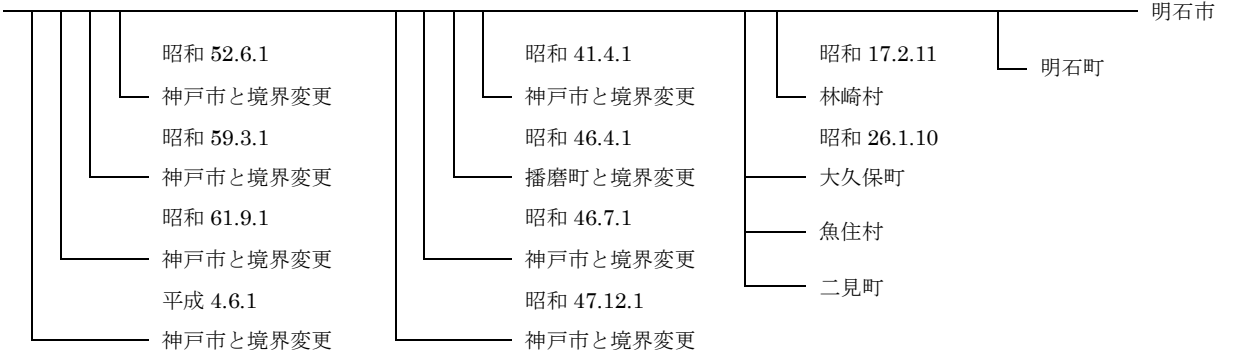 明石市
明石町
昭和 17.2.11
林崎村
昭和 26.1.10
大久保町
魚住村
二見町
昭和 41.4.1
神戸市と境界変更
昭和 46.4.1
播磨町と境界変更
昭和 46.7.1
神戸市と境界変更
昭和 47.12.1
神戸市と境界変更
昭和 52.6.1
神戸市と境界変更
昭和 59.3.1
神戸市と境界変更
昭和 61.9.1
神戸市と境界変更
平成 4.6.1
神戸市と境界変更